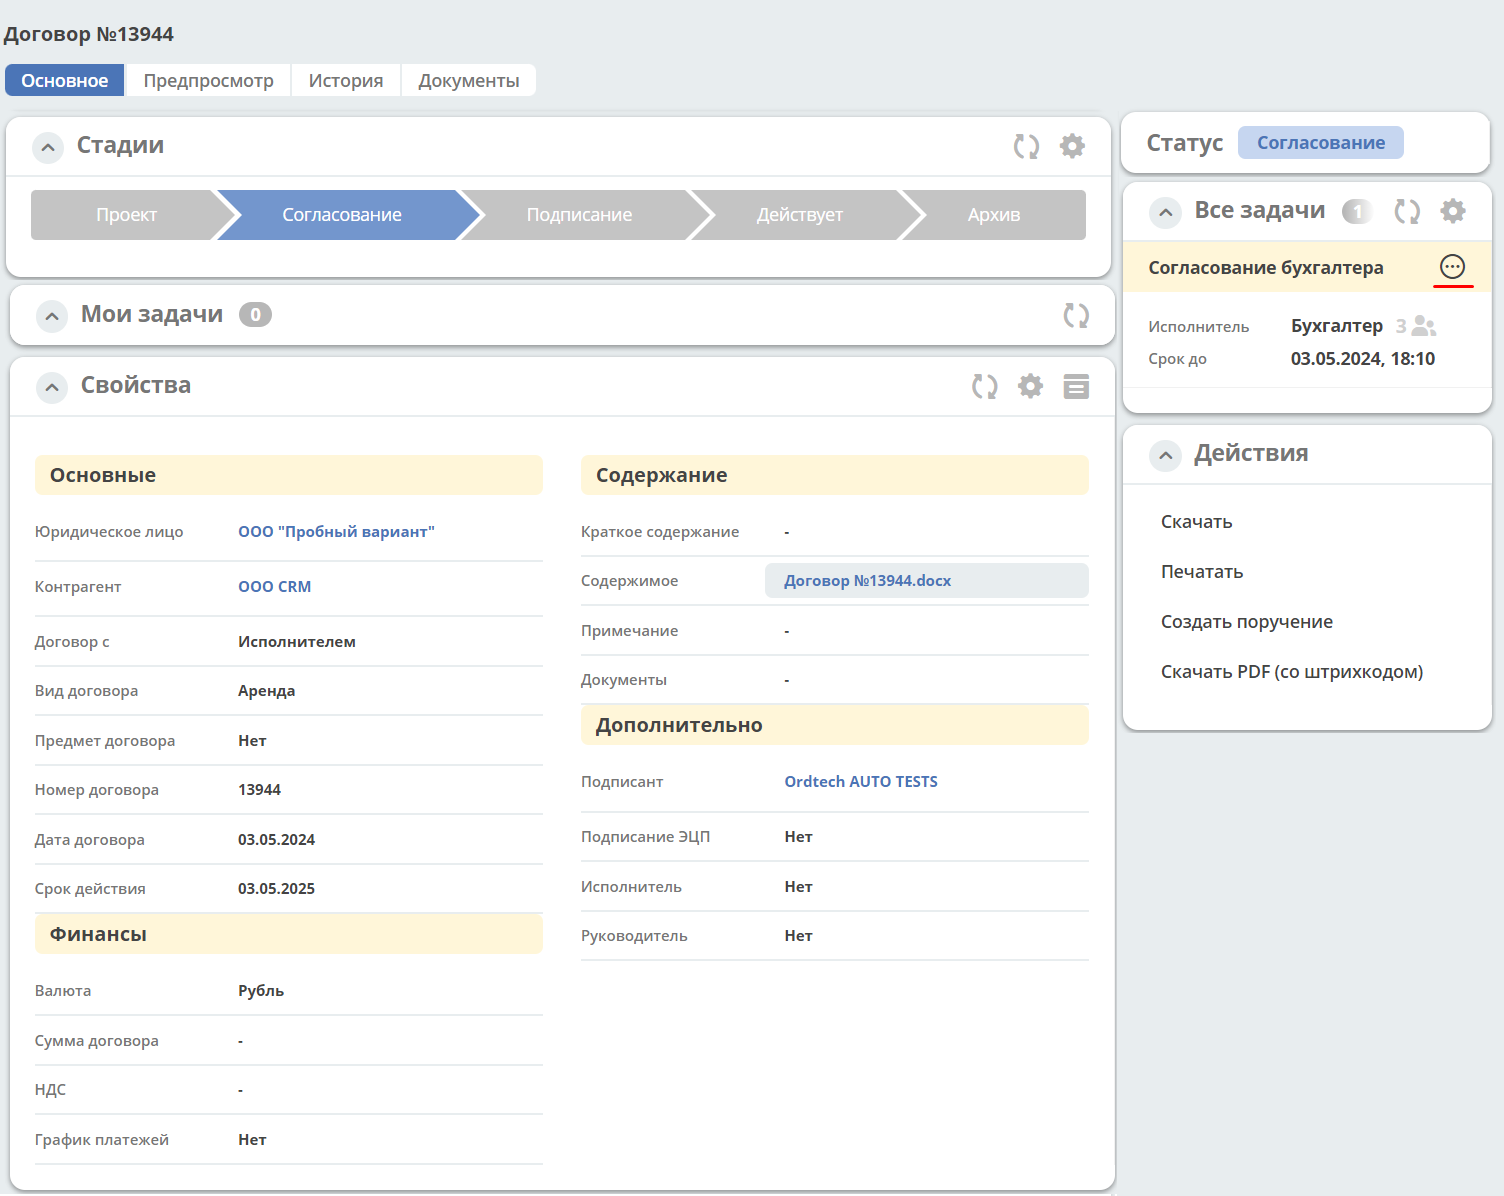 Договор №13944
Основное
Предпросмотр
История
Документы
Стадии
Проект
Согласование
Подписание
Действует
Архив
Мои задачи 0
Свойства
Основные
Юридическое лицо ООО "Пробный вариант"
Контрагент ООО CRM
Договор с Исполнителем
Вид договора Аренда
Предмет договора Нет
Номер договора 13944
Дата договора 03.05.2024
Срок действия 03.05.2025
Финансы
Валюта Рубль
Сумма договора -
НДС -
График платежей Нет
Содержание
Краткое содержание -
Содержимое Договор №13944.docx
Примечание -
Документы -
Дополнительно
Подписант Ordtech AUTO TESTS
Подписание ЭЦП Нет
Исполнитель Нет
Руководитель Нет
Статус Согласование
Все задачи 1
Согласование бухгалтера
Исполнитель Бухгалтер 3
Срок до 03.05.2024, 18:10
Действия
Скачать
Печатать
Создать поручение
Скачать PDF (со штрихкодом)